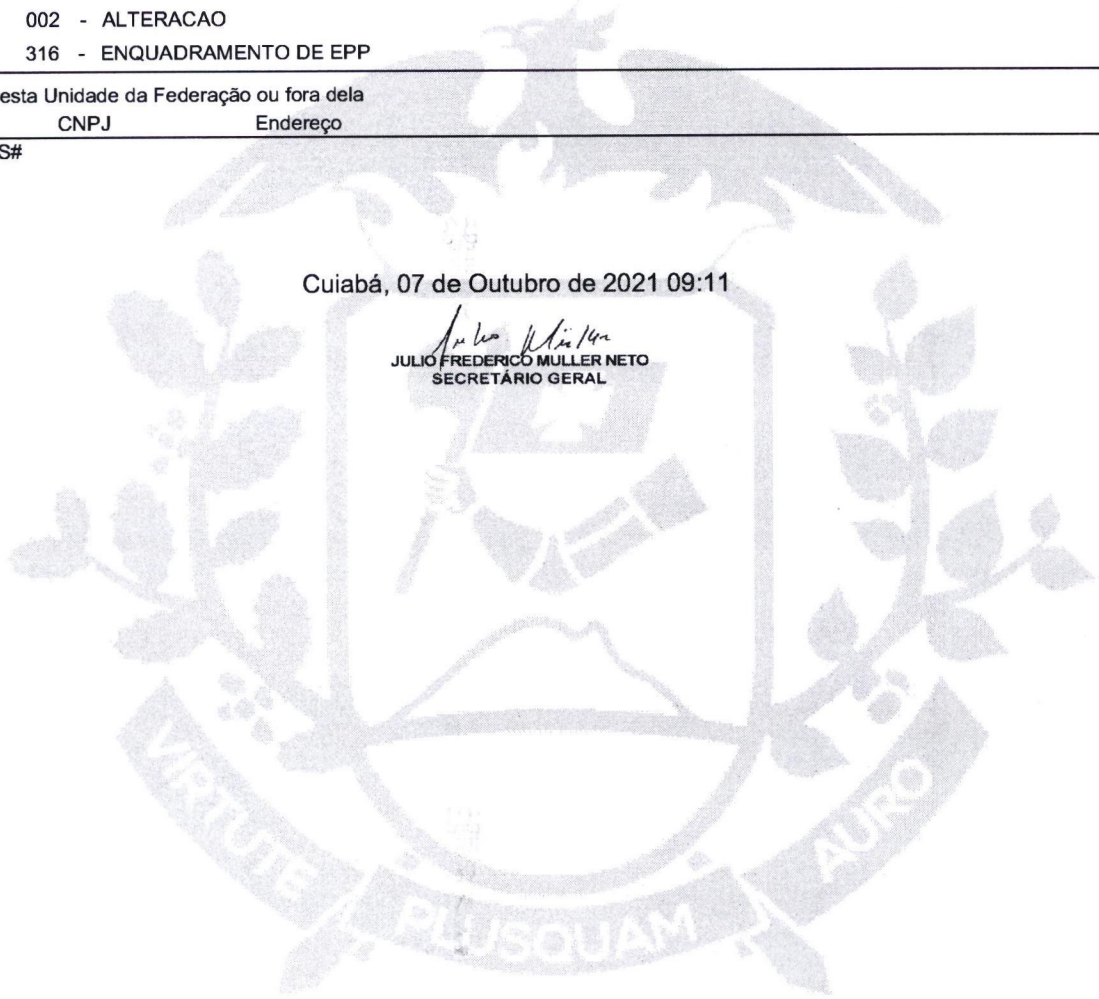 002 - ALTERACAO
316 - ENQUADRAMENTO DE EPP
esta Unidade da Federação ou fora dela
CNPJ Endereço
S#
Cuiabá, 07 de Outubro de 2021 09:11
JULIO FREDERICO MULLER NETO
SECRETÁRIO GERAL
VIRTUTE PLUSQUAM AURO